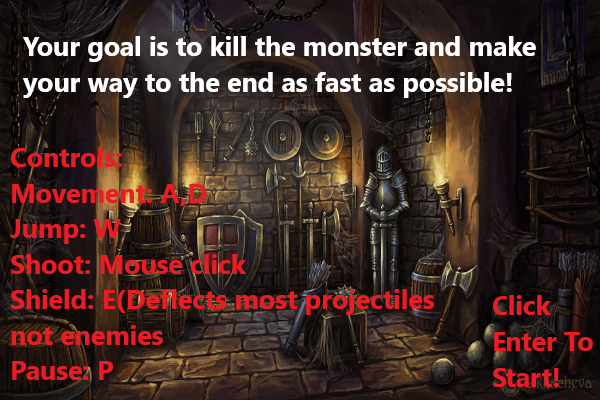 Your goal is to kill the monster and make
your way to the end as fast as possible!
Controls:
Movement: A,D
Jump: W
Shoot: Mouse click
Shield: E(Deflects most projectiles
not enemies
Pause: P
Click
Enter To
Start!